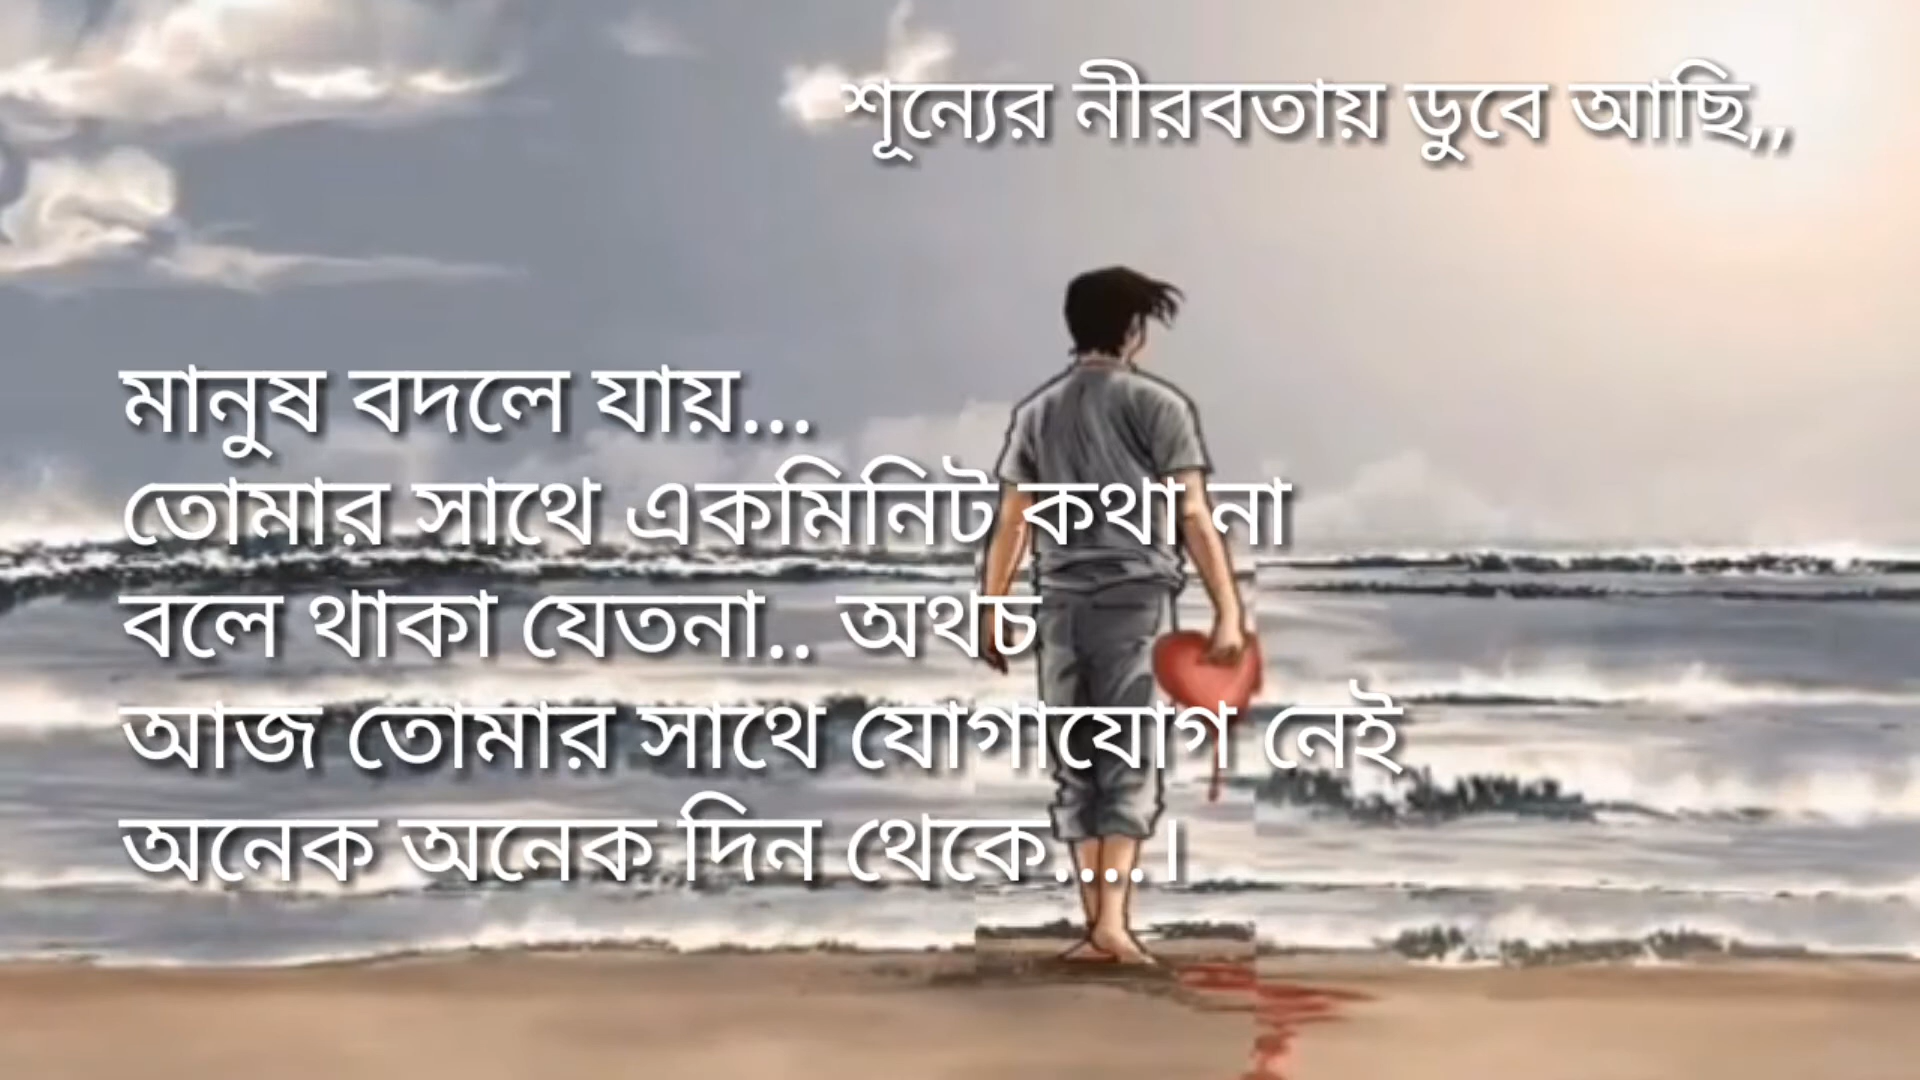 শূন্যের নীরবতায় ডুবে আছি,,
মানুষ বদলে যায়...
তোমার সাথে একমিনিট কথা না
বলে থাকা যেতনা.. অথচ
আজ তোমার সাথে যোগাযোগ নেই
অনেক অনেক দিন থেকে....।